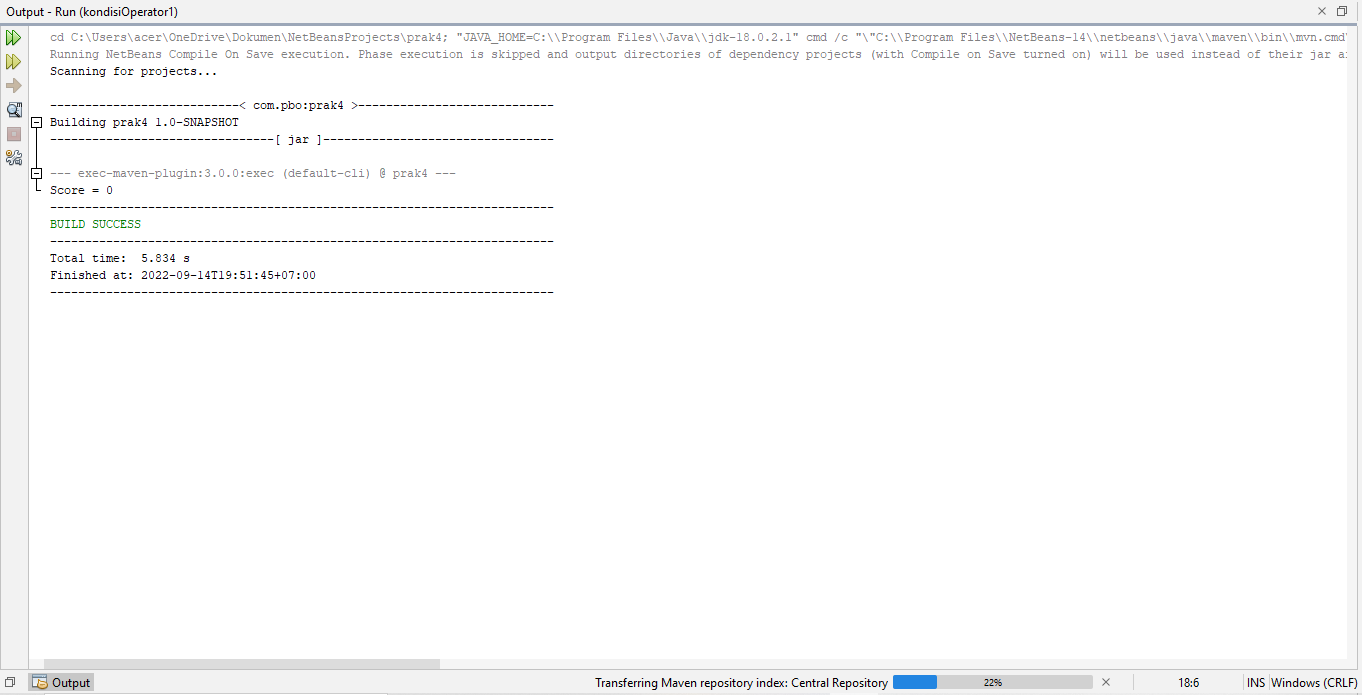 Output - Run (kondisiOperator1)
cd C:\Users\acer\OneDrive\Dokumen\NetBeansProjects\prak4; "JAVA_HOME=C:\\Program Files\\Java\\jdk-18.0.2.1" cmd /c "\"C:\\Program Files\\NetBeans-14\\netbeans\\java\\maven\\bin\\mvn.cmd\
Running NetBeans Compile On Save execution. Phase execution is skipped and output directories of dependency projects (with Compile on Save turned on) will be used instead of their jar a
Scanning for projects...
---------------------------< com.pbo:prak4 >----------------------------
Building prak4 1.0-SNAPSHOT
--------------------------------[ jar ]---------------------------------
--- exec-maven-plugin:3.0.0:exec (default-cli) @ prak4 ---
Score = 0
------------------------------------------------------------------------
BUILD SUCCESS
------------------------------------------------------------------------
Total time:  5.834 s
Finished at: 2022-09-14T19:51:45+07:00
------------------------------------------------------------------------
Output Transferring Maven repository index: Central Repository 22% 18:6 INS Windows (CRLF)